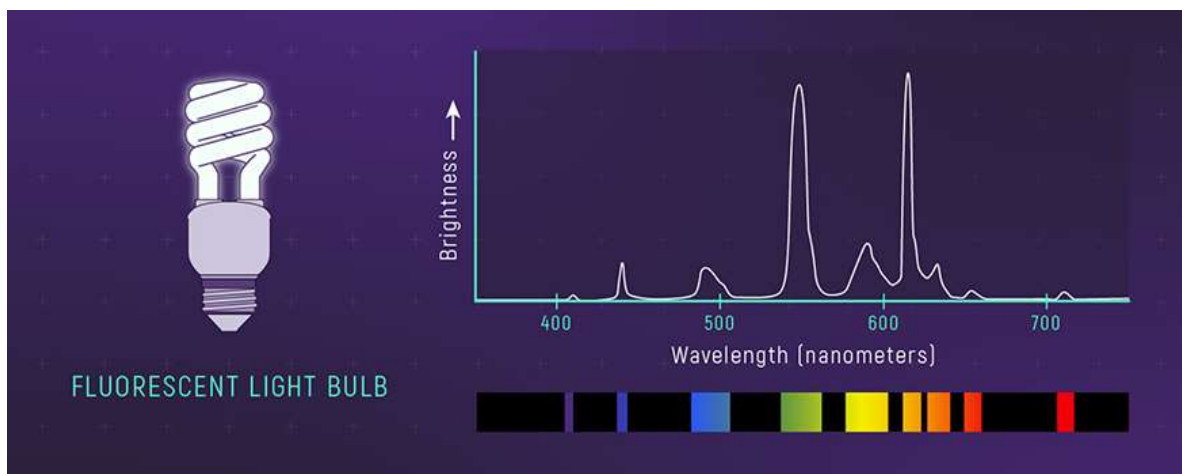 Brightness
400 500 600 700
Wavelength (nanometers)
FLUORESCENT LIGHT BULB